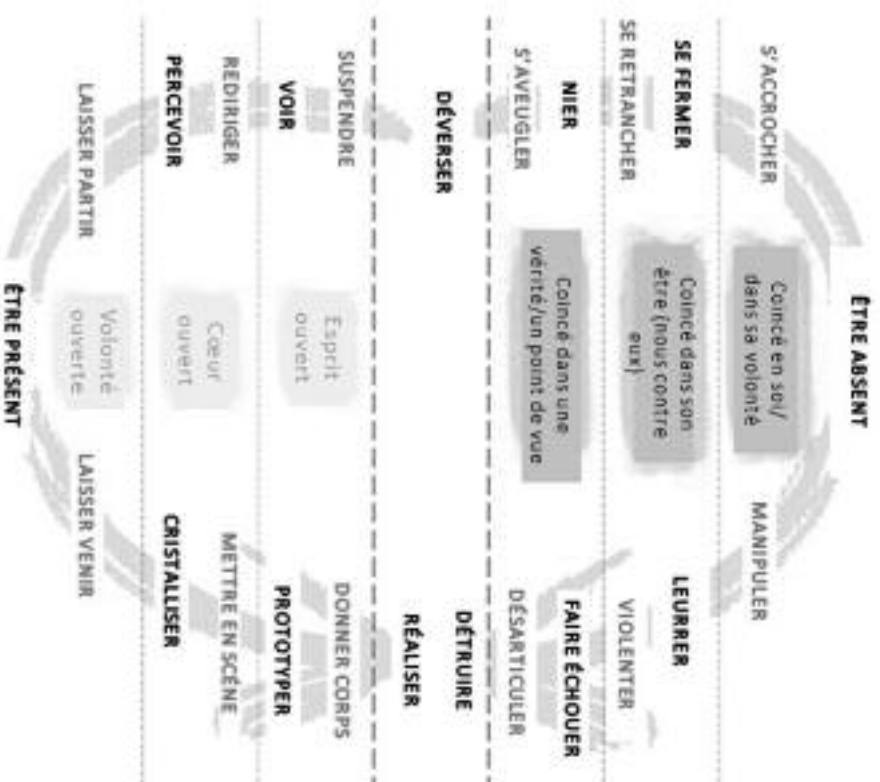 ÊTRE ABSENT
S'ACCROCHER
Coincé en soi/
dans sa volonté
MANIPULER
SE FERMER
Coincé dans son
être (nous contre
eux)
LEURRER
SE RETRANCHER
VIOLENTER
NIER
Coincé dans une
vérité/un point de vue
FAIRE ÉCHOUER
S'AVEUGLER
DÉSARTICULER
DÉVERSER
DÉTRUIRE
RÉALISER
SUSPENDRE
Esprit
ouvert
DONNER CORPS
VOIR
PROTOTYPER
REDIRIGER
Cœur
ouvert
METTRE EN SCÈNE
PERCEVOIR
CRISTALLISER
LAISSER PARTIR
Volonté
ouverte
LAISSER VENIR
ÊTRE PRÉSENT